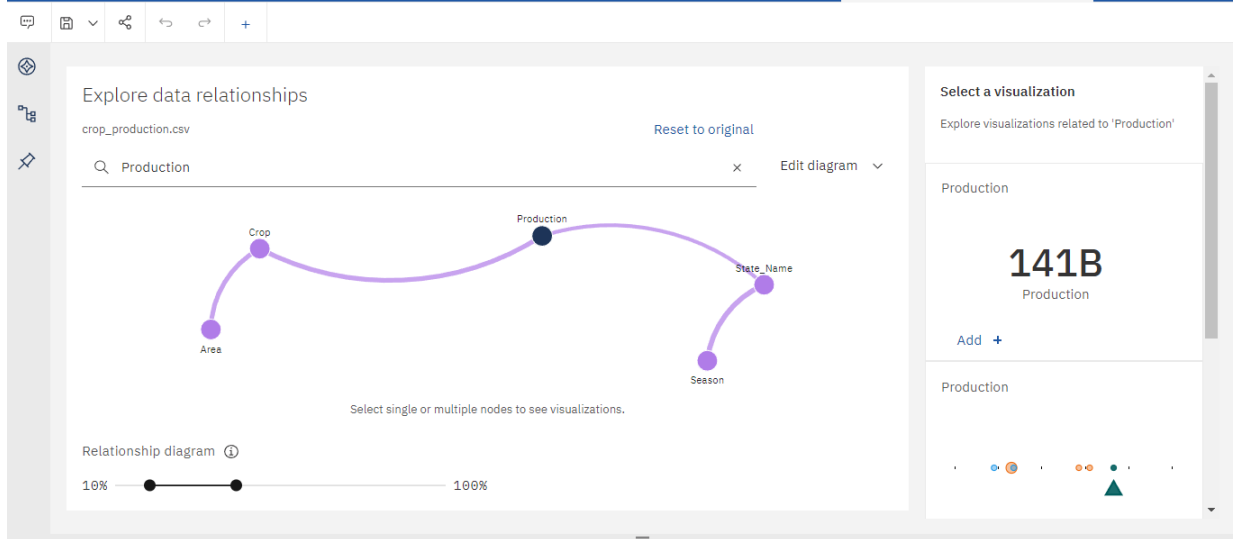 Explore data relationships
crop_production.csv
Reset to original
Production
Edit diagram
Production
Crop
State_Name
Area
Season
Select single or multiple nodes to see visualizations.
Relationship diagram
10%
100%
Select a visualization
Explore visualizations related to 'Production'
Production
141B
Production
Add +
Production